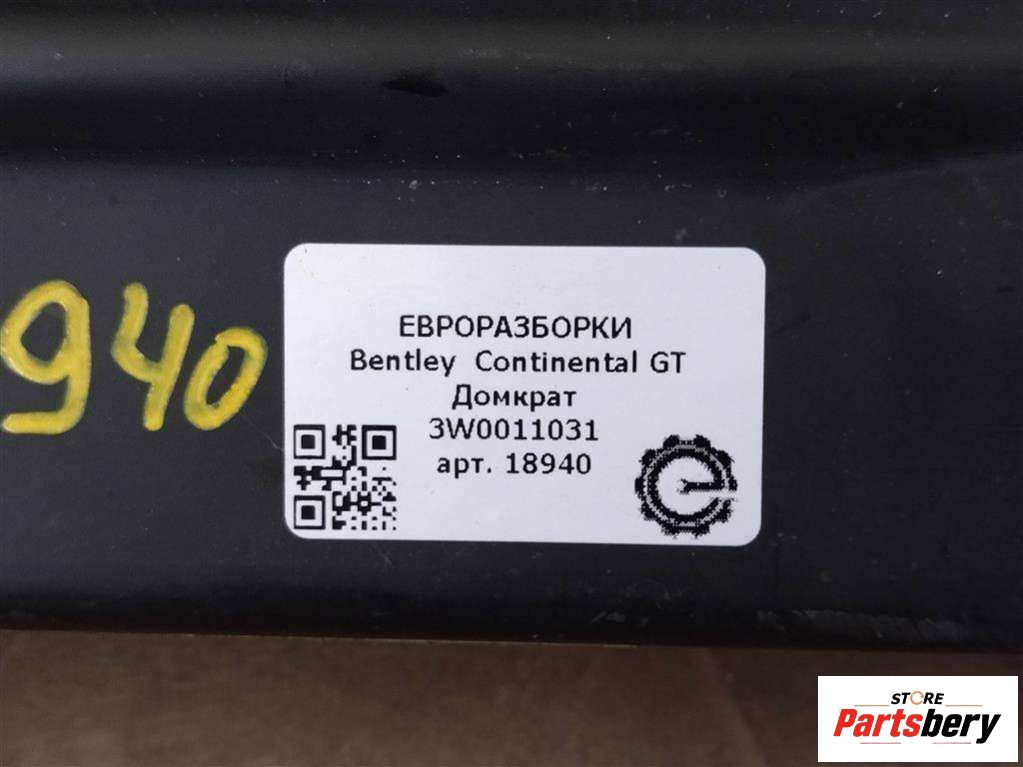 940
ЕВРОРАЗБОРКИ
Bentley Continental GT
Домкрат
3W0011031
арт. 18940
STORE
Partsbery